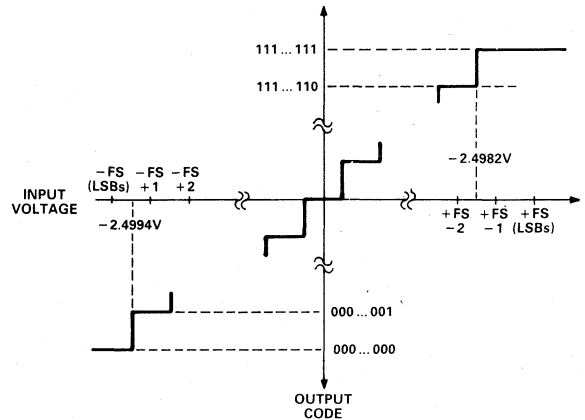 111 ... 111
111 ... 110
−2.4982V
−FS −FS −FS
(LSBs) +1 +2
INPUT
VOLTAGE
−2.4994V
+FS +FS +FS
−2 −1 (LSBs)
000 ... 001
000 ... 000
OUTPUT
CODE